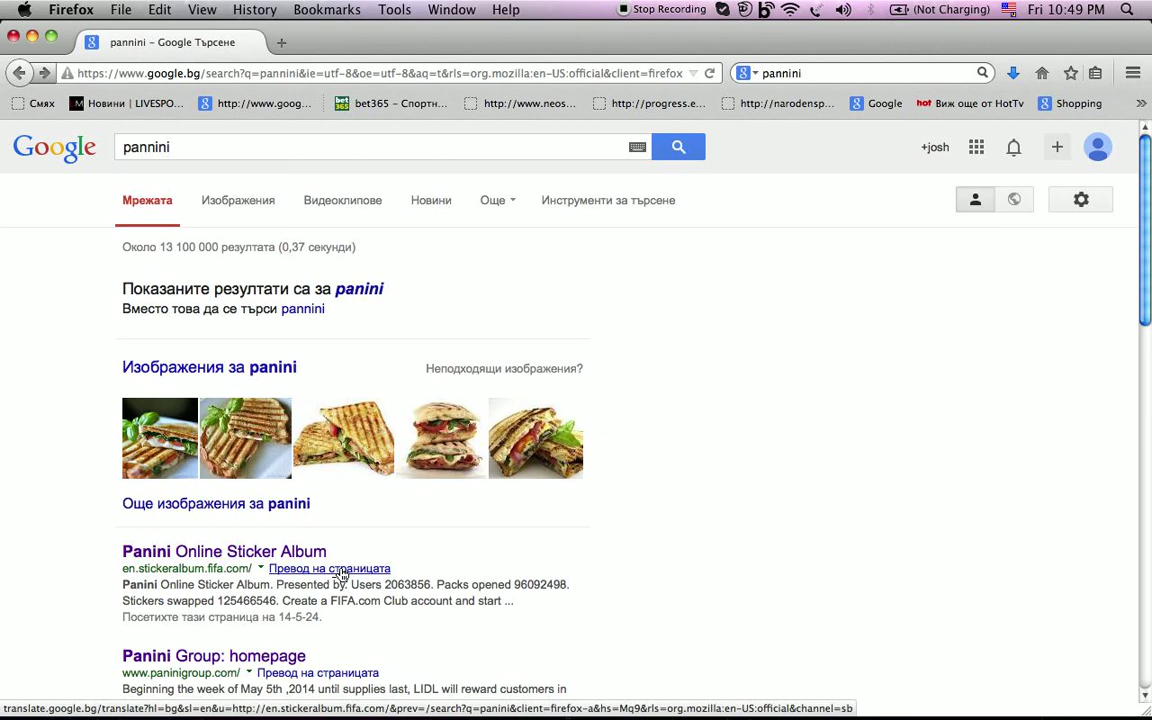 Firefox File Edit View History Bookmarks Tools Window Help Stop Recording (Not Charging) Fri 10:49 PM
pannini – Google Търсене
https://www.google.bg/search?q=pannini&ie=utf-8&oe=utf-8&aq=t&rls=org.mozilla:en-US:official&client=firefox pannini
Смях Новини | LIVESPO... http://www.goog... bet365 – Спортн... http://www.neos... http://progress.e... http://narodensp... Google Виж още от HotTv Shopping »
Google pannini +josh
Мрежата Изображения Видеоклипове Новини Още Инструменти за търсене
Около 13 100 000 резултата (0,37 секунди)
Показаните резултати са за panini
Вместо това да се търси pannini
Изображения за panini Неподходящи изображения?
Още изображения за panini
Panini Online Sticker Album
en.stickeralbum.fifa.com/ Превод на страницата
Panini Online Sticker Album. Presented by. Users 2063856. Packs opened 96092498.
Stickers swapped 125466546. Create a FIFA.com Club account and start ...
Посетихте тази страница на 14-5-24.
Panini Group: homepage
www.paninigroup.com/ Превод на страницата
Beginning the week of May 5th ,2014 until supplies last, LIDL will reward customers in
translate.google.bg/translate?hl=bg&sl=en&u=http://en.stickeralbum.fifa.com/&prev=/search?q=panini&client=firefox-a&hs=Mq9&rls=org.mozilla:en-US:official&channel=sb